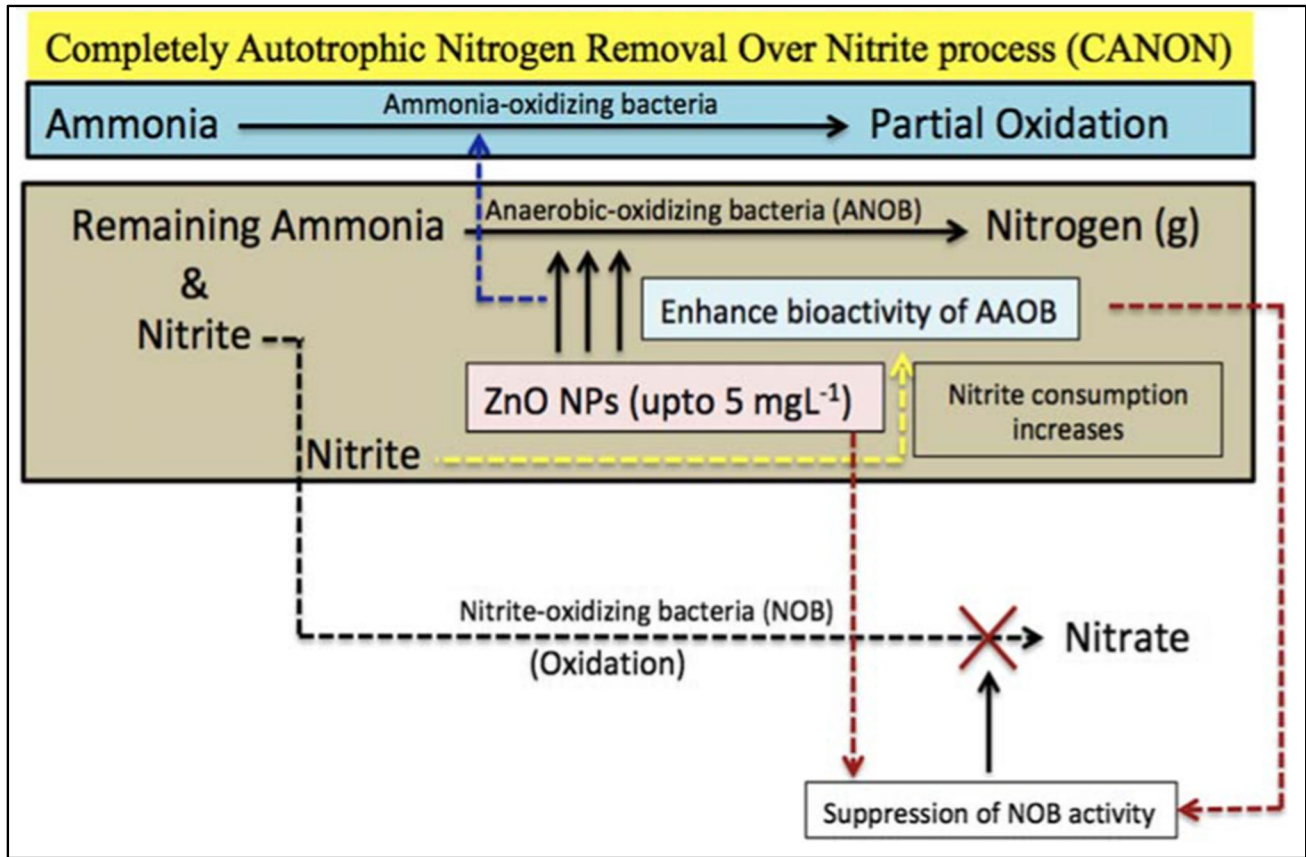 Completely Autotrophic Nitrogen Removal Over Nitrite process (CANON)
Ammonia-oxidizing bacteria
Ammonia
Partial Oxidation
Anaerobic-oxidizing bacteria (ANOB)
Remaining Ammonia
Nitrogen (g)
&
Nitrite
Enhance bioactivity of AAOB
ZnO NPs (upto 5 mgL⁻¹)
Nitrite consumption
increases
Nitrite
Nitrite-oxidizing bacteria (NOB)
(Oxidation)
Nitrate
Suppression of NOB activity